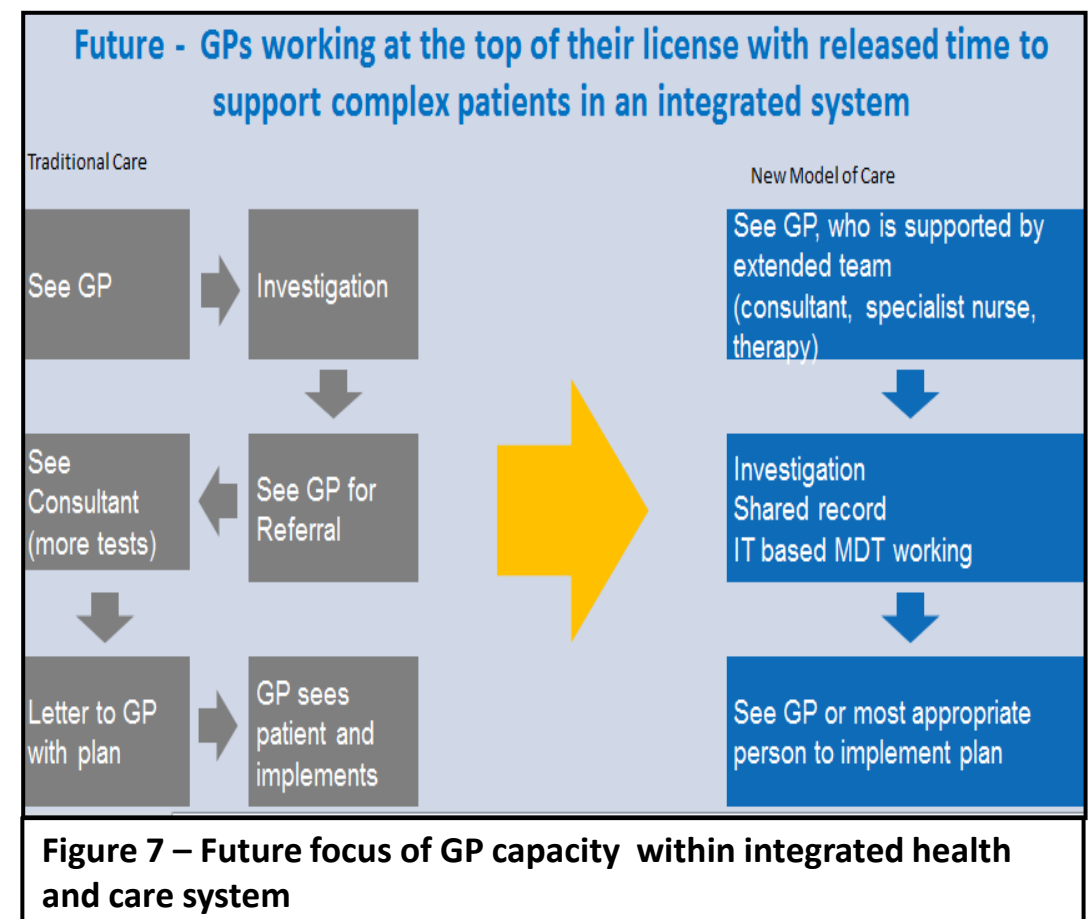 Future - GPs working at the top of their license with released time to
support complex patients in an integrated system
Traditional Care
See GP
Investigation
See
Consultant
(more tests)
See GP for
Referral
Letter to GP
with plan
GP sees
patient and
implements
New Model of Care
See GP, who is supported by
extended team
(consultant, specialist nurse,
therapy)
Investigation
Shared record
IT based MDT working
See GP or most appropriate
person to implement plan
Figure 7 – Future focus of GP capacity within integrated health
and care system